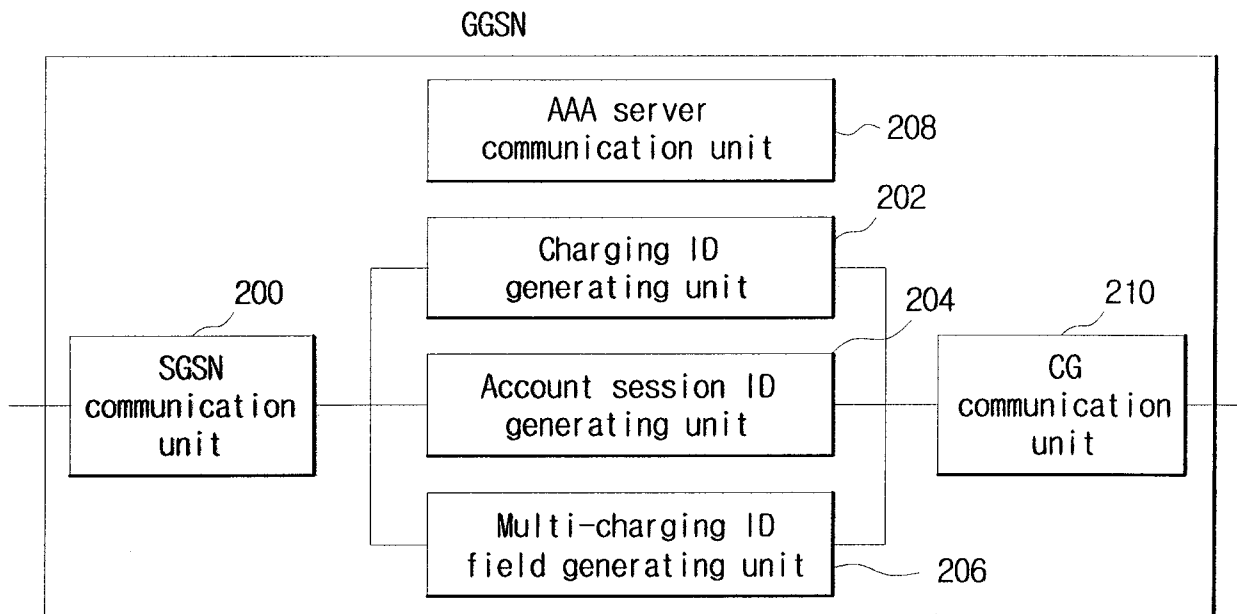 GGSN
AAA server
communication unit
208
202
Charging ID
generating unit
200
204
210
SGSN
communication
unit
Account session ID
generating unit
CG
communication
unit
Multi-charging ID
field generating unit
206